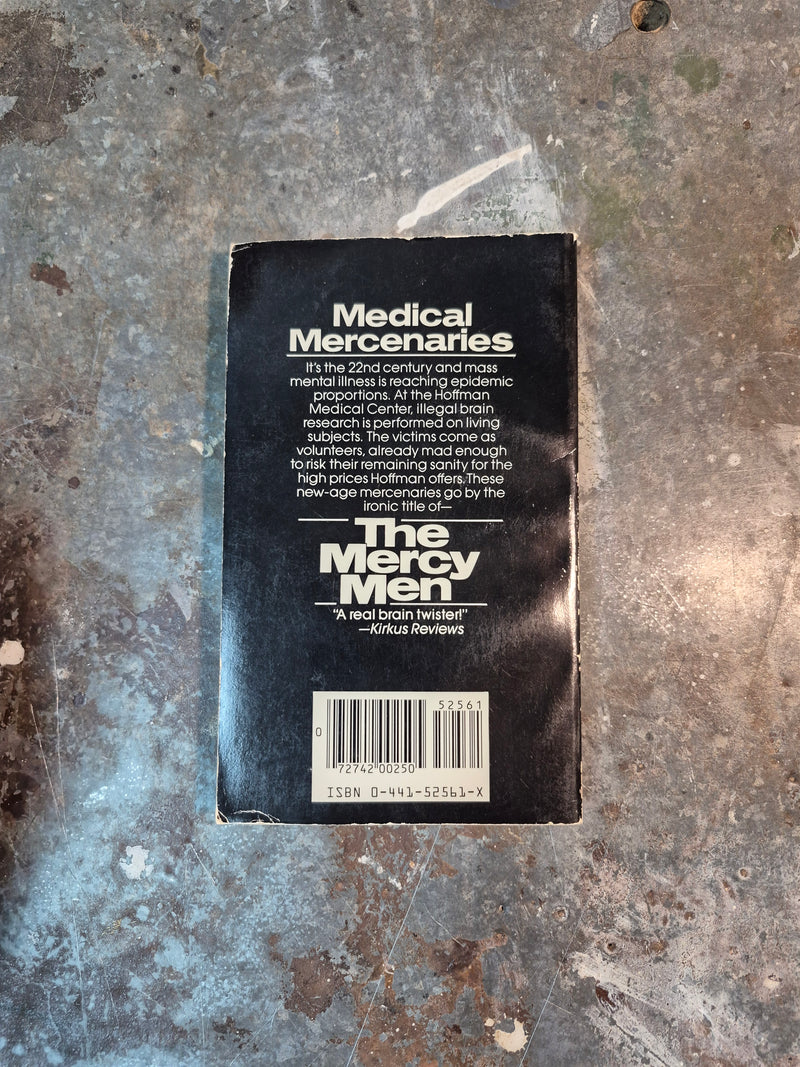 Medical
Mercenaries
It's the 22nd century and mass
mental illness is reaching epidemic
proportions. At the Hoffman
Medical Center, illegal brain
research is performed on living
subjects. The victims come as
volunteers, already mad enough
to risk their remaining sanity for the
high prices Hoffman offers. These
new-age mercenaries go by the
ironic title of—
The
Mercy
Men
"A real brain twister!"
—Kirkus Reviews
52561
0
72742 00250
ISBN 0-441-52561-X